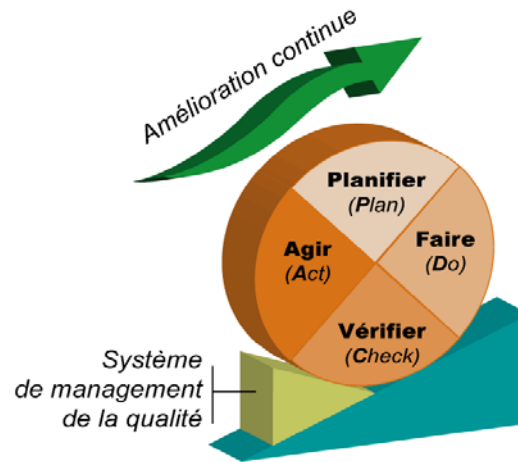 Amélioration continue
Planifier
(Plan)
Faire
(Do)
Vérifier
(Check)
Agir
(Act)
Système
de management
de la qualité